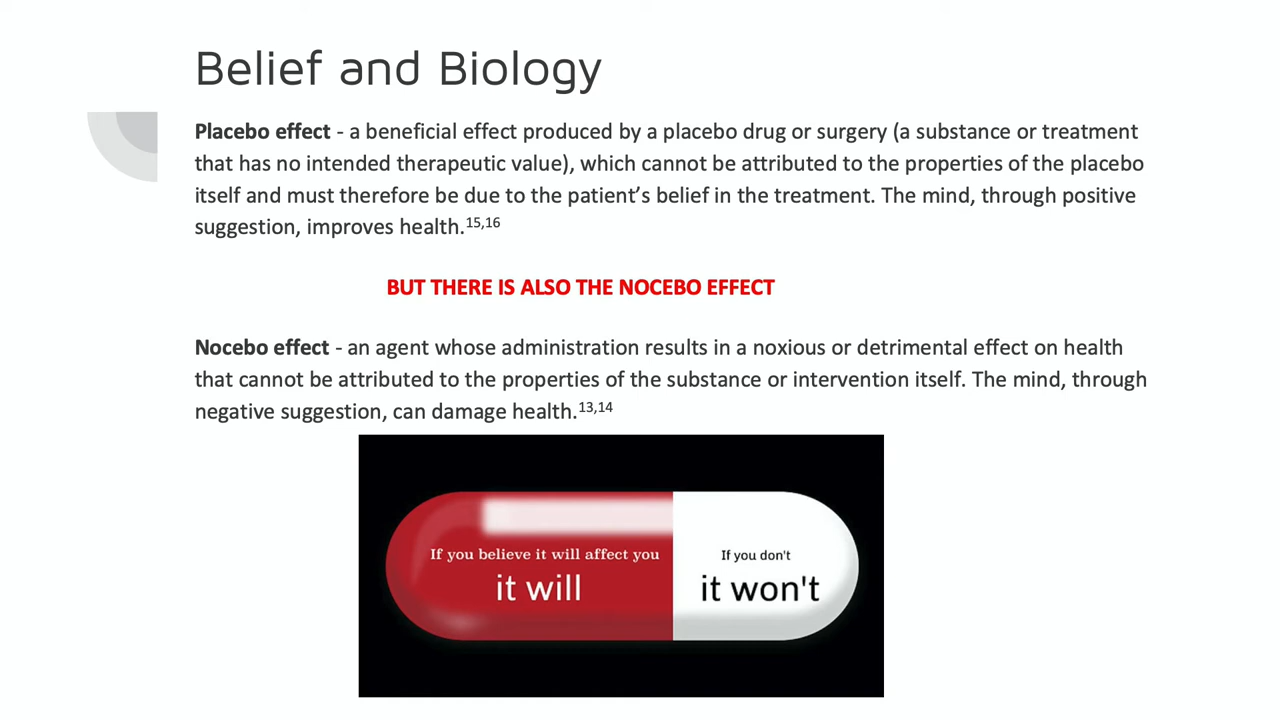 Belief and Biology
Placebo effect - a beneficial effect produced by a placebo drug or surgery (a substance or treatment
that has no intended therapeutic value), which cannot be attributed to the properties of the placebo
itself and must therefore be due to the patient’s belief in the treatment. The mind, through positive
suggestion, improves health.15,16
BUT THERE IS ALSO THE NOCEBO EFFECT
Nocebo effect - an agent whose administration results in a noxious or detrimental effect on health
that cannot be attributed to the properties of the substance or intervention itself. The mind, through
negative suggestion, can damage health.13,14
If you believe it will affect you
it will
If you don't
it won't